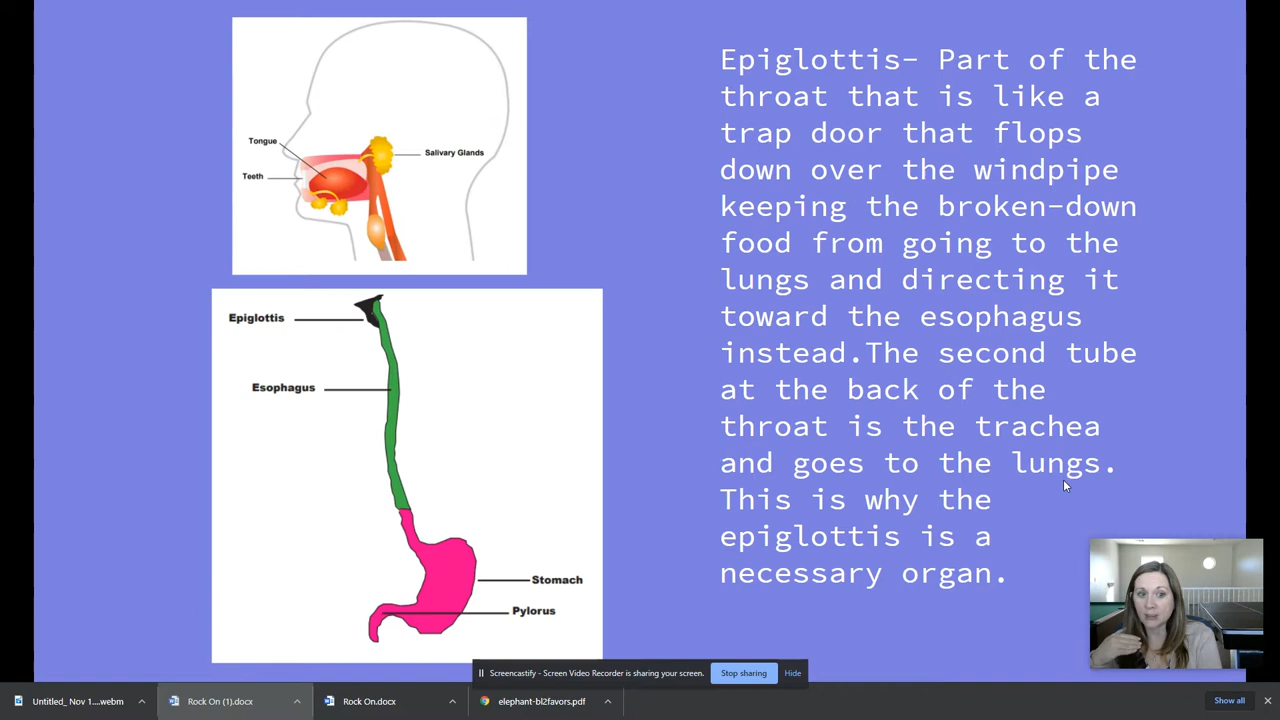 Epiglottis- Part of the
throat that is like a
trap door that flops
down over the windpipe
keeping the broken-down
food from going to the
lungs and directing it
toward the esophagus
instead.The second tube
at the back of the
throat is the trachea
and goes to the lungs.
This is why the
epiglottis is a
necessary organ.
Tongue
Teeth
Salivary Glands
Epiglottis
Esophagus
Stomach
Pylorus
Screencastify - Screen Video Recorder is sharing your screen.
Stop sharing
Hide
Untitled_ Nov 1....webm
Rock On (1).docx
Rock On.docx
elephant-bl2favors.pdf
Show all